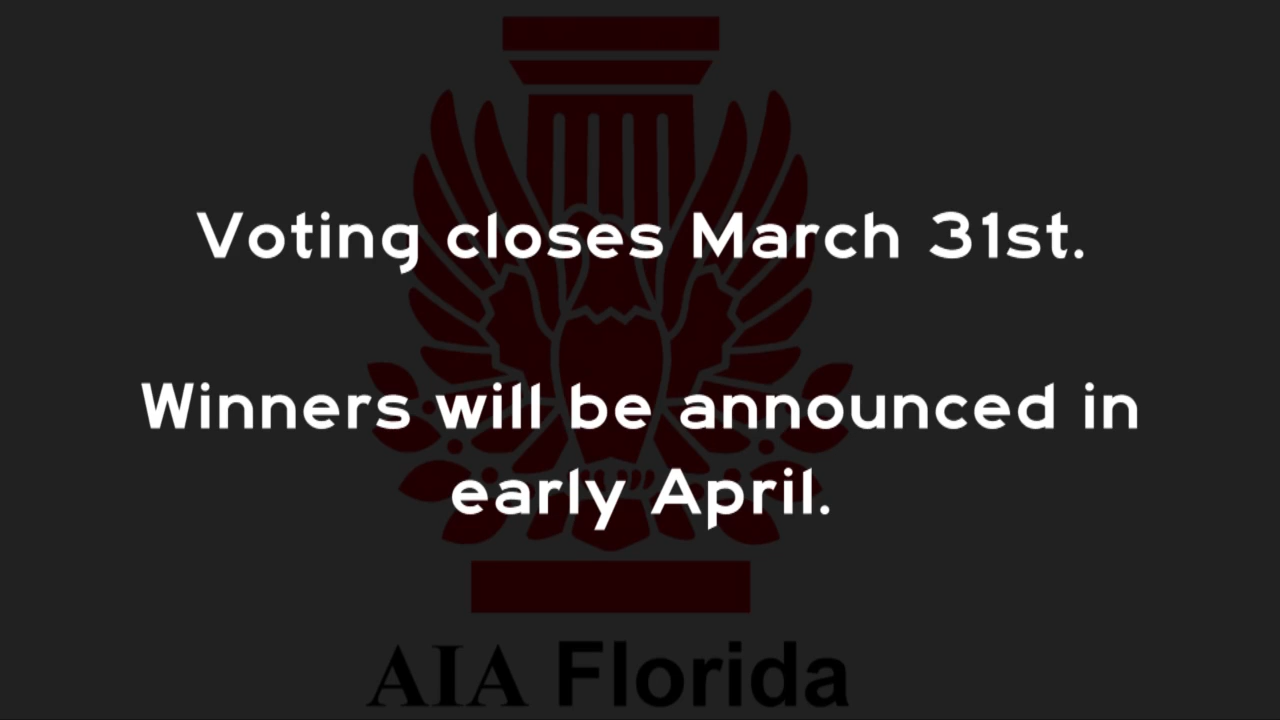 Voting closes March 31st.
Winners will be announced in
early April.
AIA Florida